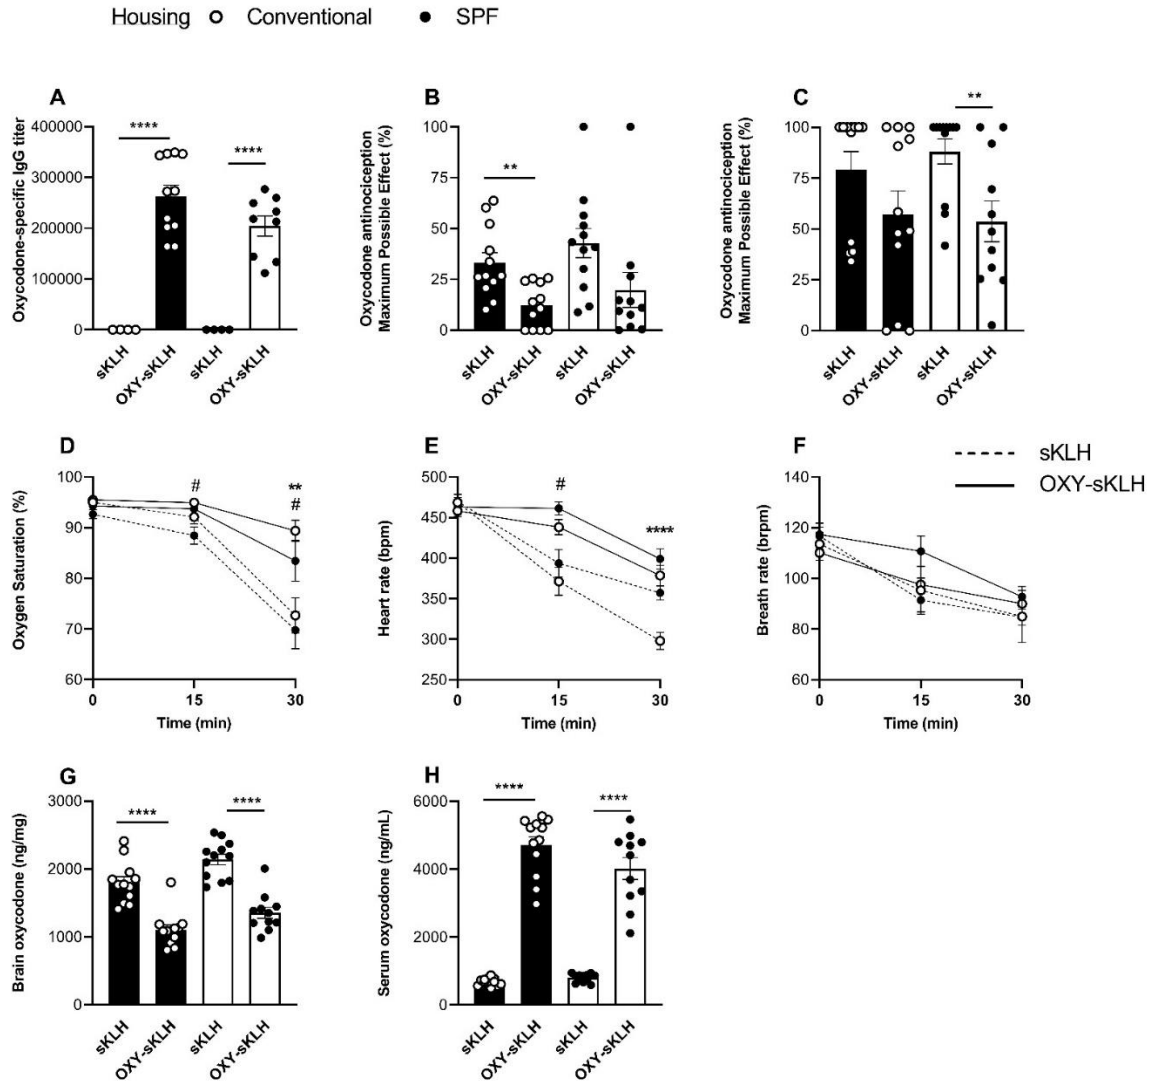 Housing Conventional SPF
A
Oxycodone-specific IgG titer
400000
300000
200000
100000
0
****
****
sKLH
OXY-sKLH
sKLH
OXY-sKLH
B
Oxycodone antinociception
Maximum Possible Effect (%)
100
75
50
25
0
**
sKLH
OXY-sKLH
sKLH
OXY-sKLH
C
Oxycodone antinociception
Maximum Possible Effect (%)
100
75
50
25
0
**
sKLH
OXY-sKLH
sKLH
OXY-sKLH
D
Oxygen Saturation (%)
100
90
80
70
60
#
**
#
0 15 30
Time (min)
E
Heart rate (bpm)
500
450
400
350
300
250
#
****
0 15 30
Time (min)
F
Breath rate (brpm)
140
120
100
80
60
0 15 30
Time (min)
sKLH
OXY-sKLH
G
Brain oxycodone (ng/mg)
3000
2000
1000
0
****
****
sKLH
OXY-sKLH
sKLH
OXY-sKLH
H
Serum oxycodone (ng/mL)
6000
4000
2000
0
****
****
sKLH
OXY-sKLH
sKLH
OXY-sKLH